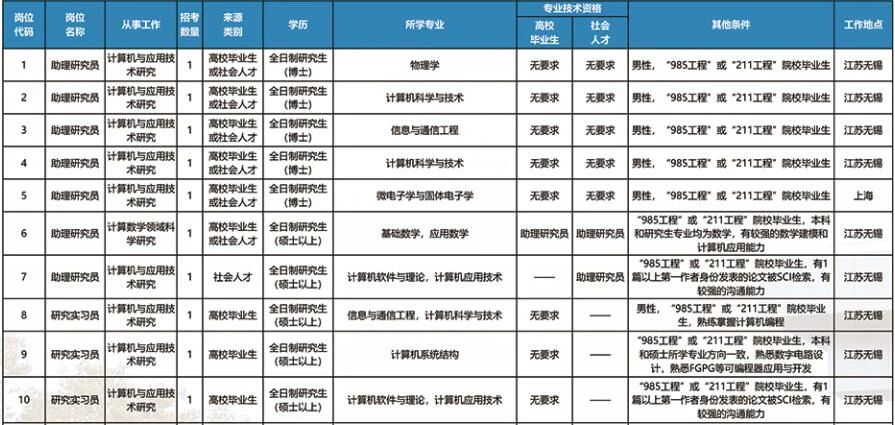 岗位代码 岗位名称 从事工作 招考数量 来源类别 学历 所学专业 专业技术资格 高校毕业生 社会人才 其他条件 工作地点
1 助理研究员 计算机与应用技术研究 1 高校毕业生或社会人才 全日制研究生（博士） 物理学 无要求 无要求 男性，“985工程”或“211工程”院校毕业生 江苏无锡
2 助理研究员 计算机与应用技术研究 1 高校毕业生或社会人才 全日制研究生（博士） 计算机科学与技术 无要求 无要求 男性，“985工程”或“211工程”院校毕业生 江苏无锡
3 助理研究员 计算机与应用技术研究 1 高校毕业生或社会人才 全日制研究生（博士） 信息与通信工程 无要求 无要求 男性，“985工程”或“211工程”院校毕业生 江苏无锡
4 助理研究员 计算机与应用技术研究 1 高校毕业生或社会人才 全日制研究生（博士） 计算机科学与技术 无要求 无要求 男性，“985工程”或“211工程”院校毕业生 江苏无锡
5 助理研究员 计算机与应用技术研究 1 高校毕业生或社会人才 全日制研究生（博士） 微电子学与固体电子学 无要求 无要求 男性，“985工程”或“211工程”院校毕业生 上海
6 助理研究员 计算数学领域科学研究 1 高校毕业生或社会人才 全日制研究生（硕士以上） 基础数学，应用数学 助理研究员 助理研究员 “985工程”或“211工程”院校毕业生，本科和研究生专业均为数学，有较强的数学建模和计算机应用能力 江苏无锡
7 助理研究员 计算机与应用技术研究 1 社会人才 全日制研究生（硕士以上） 计算机软件与理论，计算机应用技术 —— 助理研究员 “985工程”或“211工程”院校毕业生，有1篇以上第一作者身份发表的论文被SCI检索，有较强的沟通能力 江苏无锡
8 研究实习员 计算机与应用技术研究 1 高校毕业生 全日制研究生（硕士以上） 信息与通信工程，计算机科学与技术 无要求 —— 男性，“985工程”或“211工程”院校毕业生，熟练掌握计算机编程 江苏无锡
9 研究实习员 计算机与应用技术研究 1 高校毕业生 全日制研究生（硕士以上） 计算机系统结构 无要求 —— “985工程”或“211工程”院校毕业生，本科和硕士所学专业方向一致，熟悉数字电路设计，熟悉FGPG等可编程器应用与开发 江苏无锡
10 研究实习员 计算机与应用技术研究 1 高校毕业生 全日制研究生（硕士以上） 计算机软件与理论，计算机应用技术 无要求 —— “985工程”或“211工程”院校毕业生，有1篇以上第一作者身份发表的论文被SCI检索，有较强的沟通能力 江苏无锡